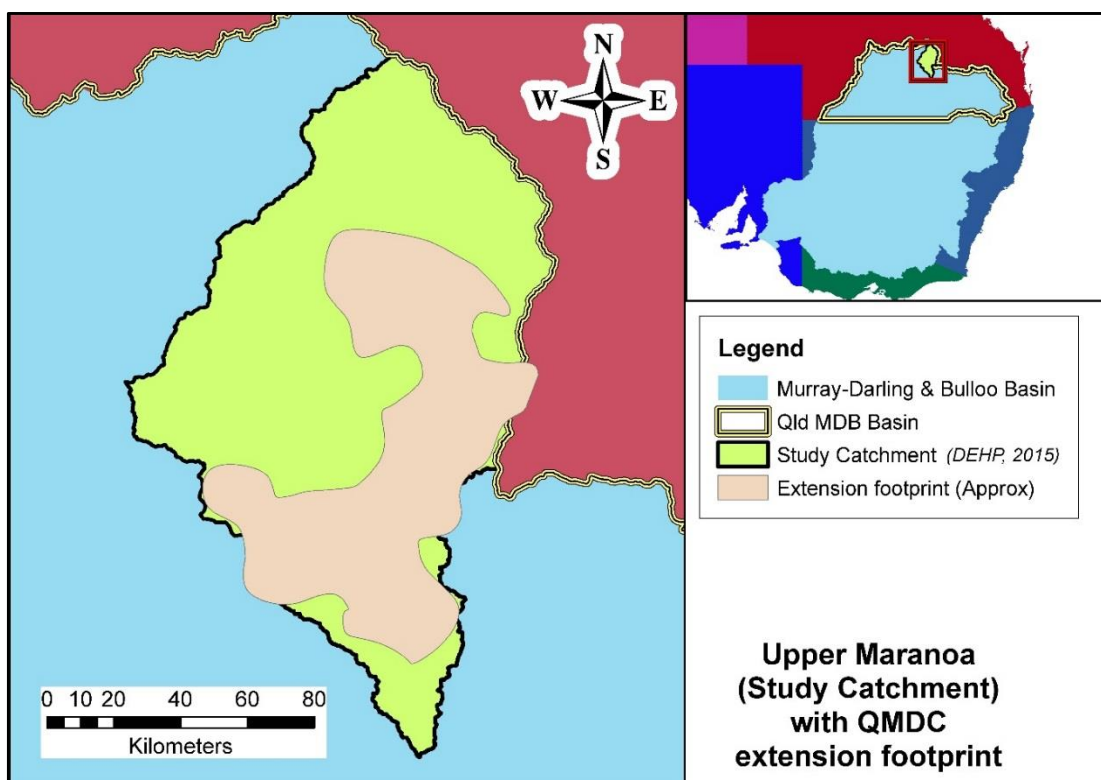 N
W E
S
0 10 20 40 60 80
Kilometers
Legend
Murray-Darling & Bulloo Basin
Qld MDB Basin
Study Catchment (DEHP, 2015)
Extension footprint (Approx)
Upper Maranoa
(Study Catchment)
with QMDC
extension footprint